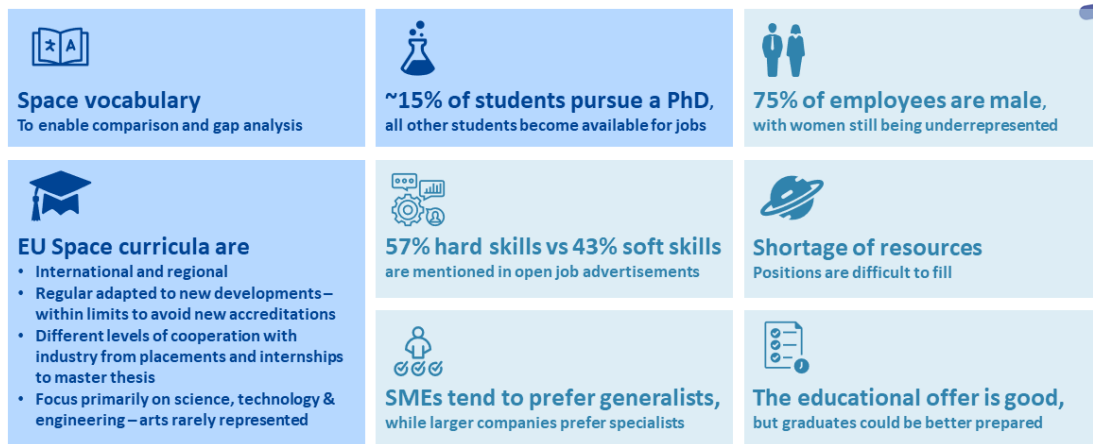 Space vocabulary
To enable comparison and gap analysis
~15% of students pursue a PhD,
all other students become available for jobs
75% of employees are male,
with women still being underrepresented
EU Space curricula are
• International and regional
• Regular adapted to new developments –
within limits to avoid new accreditations
• Different levels of cooperation with
industry from placements and internships
to master thesis
• Focus primarily on science, technology &
engineering – arts rarely represented
57% hard skills vs 43% soft skills
are mentioned in open job advertisements
Shortage of resources
Positions are difficult to fill
SMEs tend to prefer generalists,
while larger companies prefer specialists
The educational offer is good,
but graduates could be better prepared